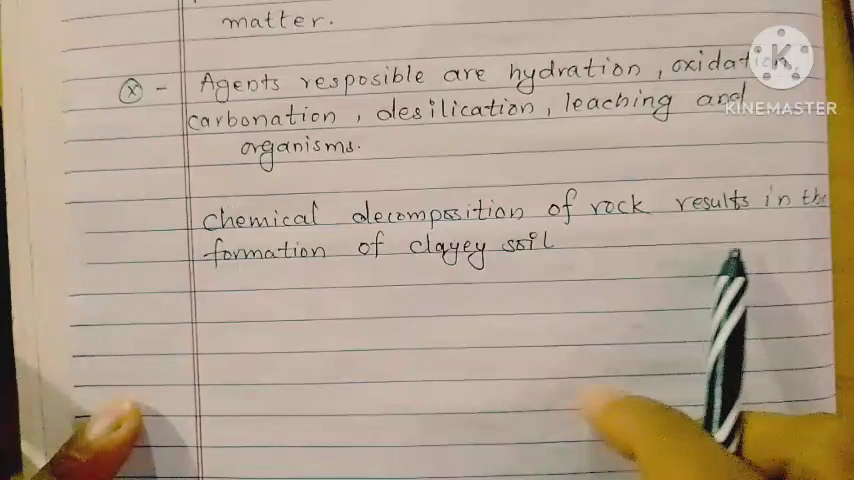 matter.
ⓧ - Agents resposible are hydration, oxidation,
carbonation, desilication, leaching and
organisms.
chemical decomposition of rock results in the
formation of clayey soil
K
KINEMASTER